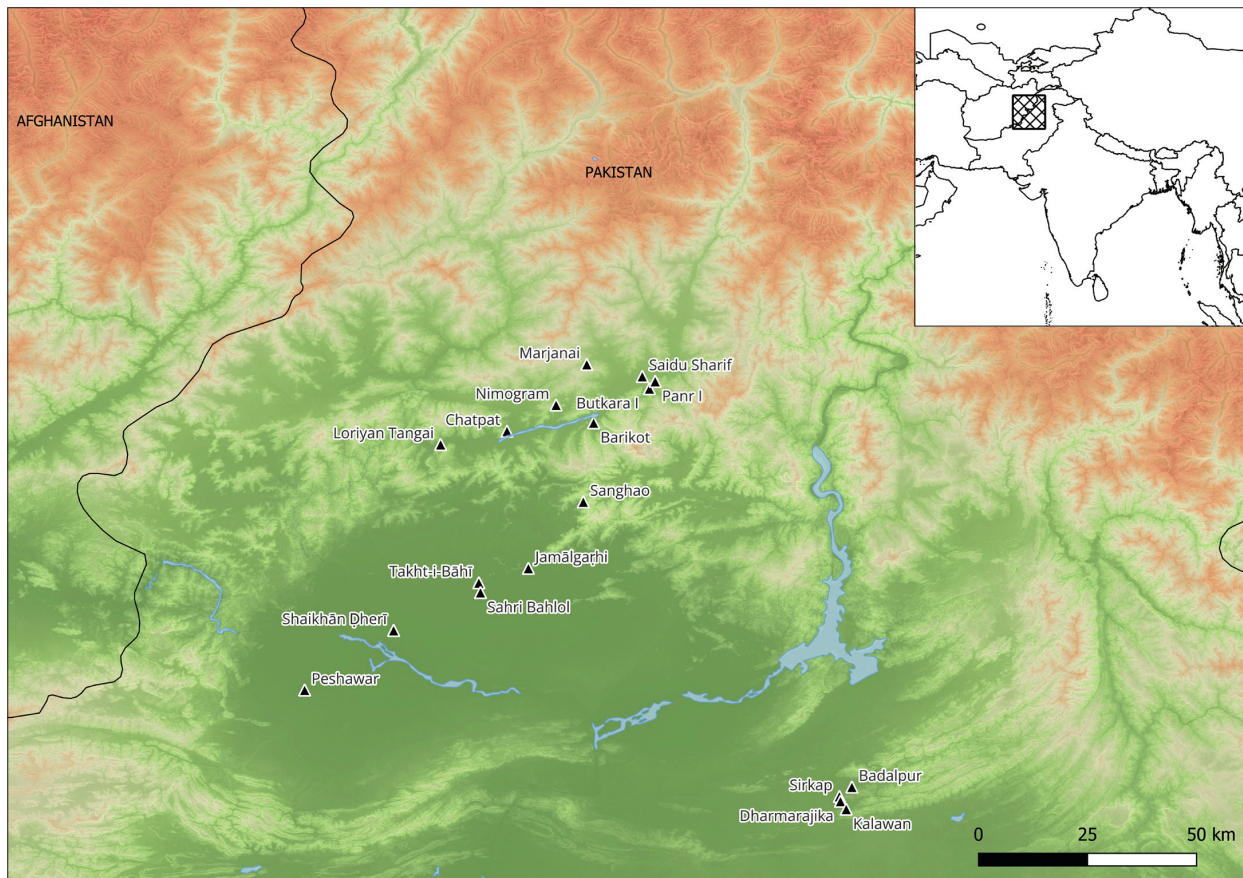 AFGHANISTAN
PAKISTAN
Marjanai
Saidu Sharif
Nimogram
Butkara I
Panr I
Chatpat
Loriyan Tangai
Barikot
Sanghao
Jamālgaṛhi
Takht-i-Bāhī
Sahri Bahlol
Shaikhān Ḍherī
Peshawar
Badalpur
Sirkap
Dharmarajika
Kalawan
0 25 50 km